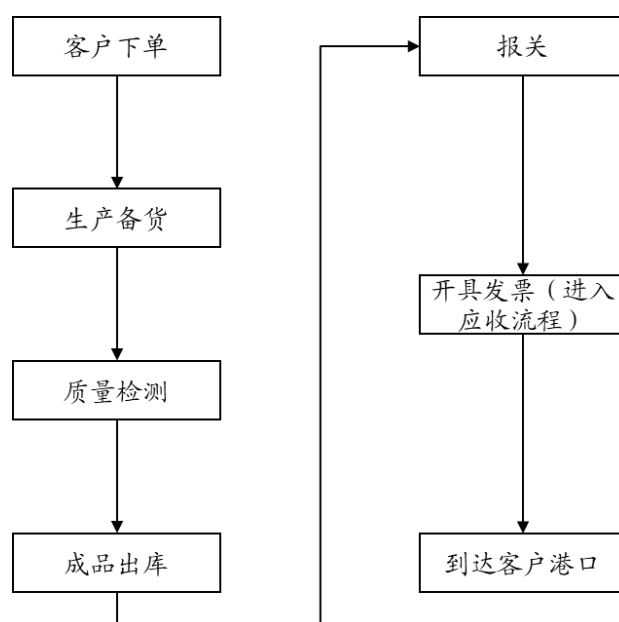 客户下单
生产备货
质量检测
成品出库
报关
开具发票（进入
应收流程）
到达客户港口